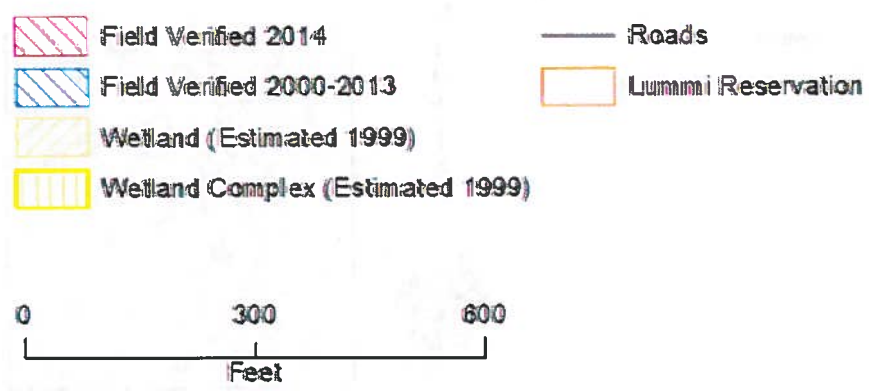 Field Verified 2014
Field Verified 2000-2013
Wetland (Estimated 1999)
Wetland Complex (Estimated 1999)
Roads
Lummi Reservation
0 300 600
Feet